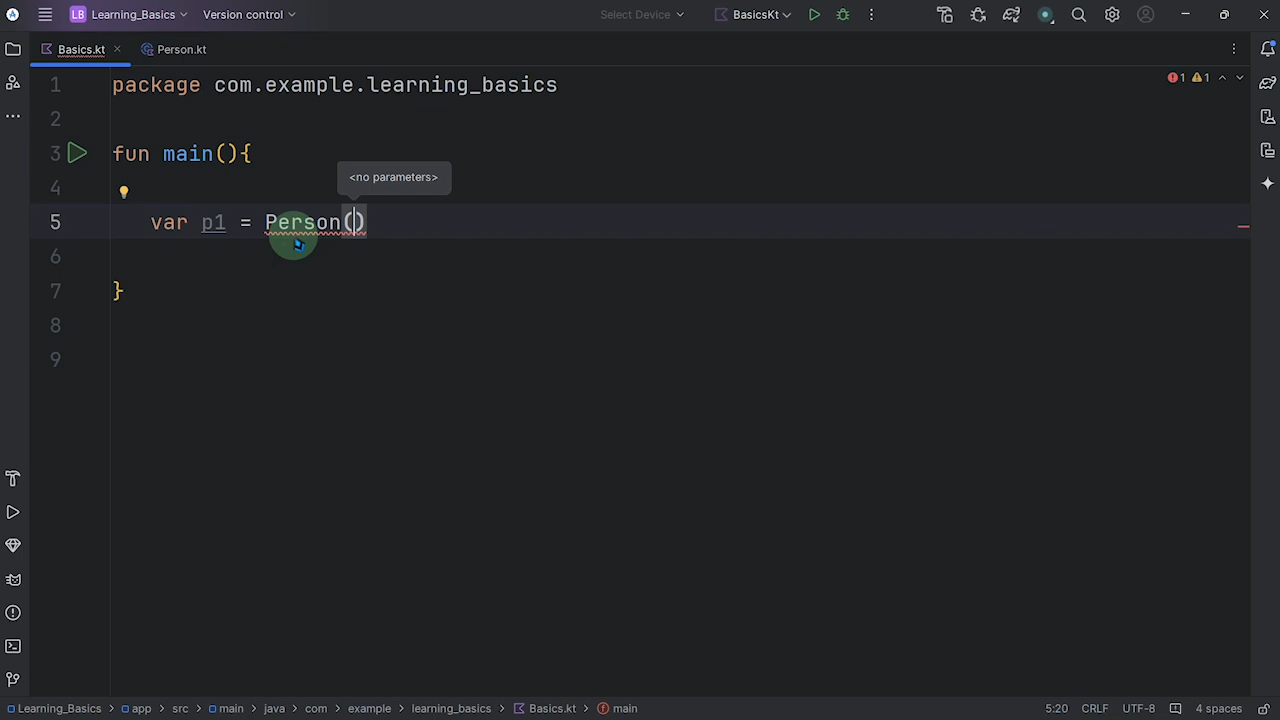 LB Learning_Basics Version control Select Device BasicsKt
Basics.kt Person.kt
1 package com.example.learning_basics 1 1
2
3 fun main(){
<no parameters>
4
5 var p1 = Person()
6
7 }
8
9
Learning_Basics > app > src > main > java > com > example > learning_basics > Basics.kt > main 5:20 CRLF UTF-8 4 spaces